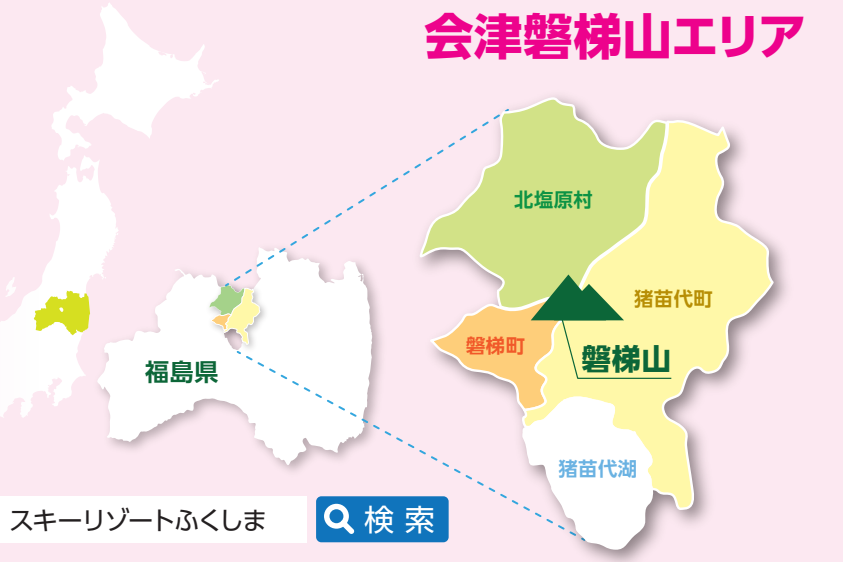 会津磐梯山エリア
北塩原村
猪苗代町
磐梯町
磐梯山
福島県
猪苗代湖
スキーリゾートふくしま
検索